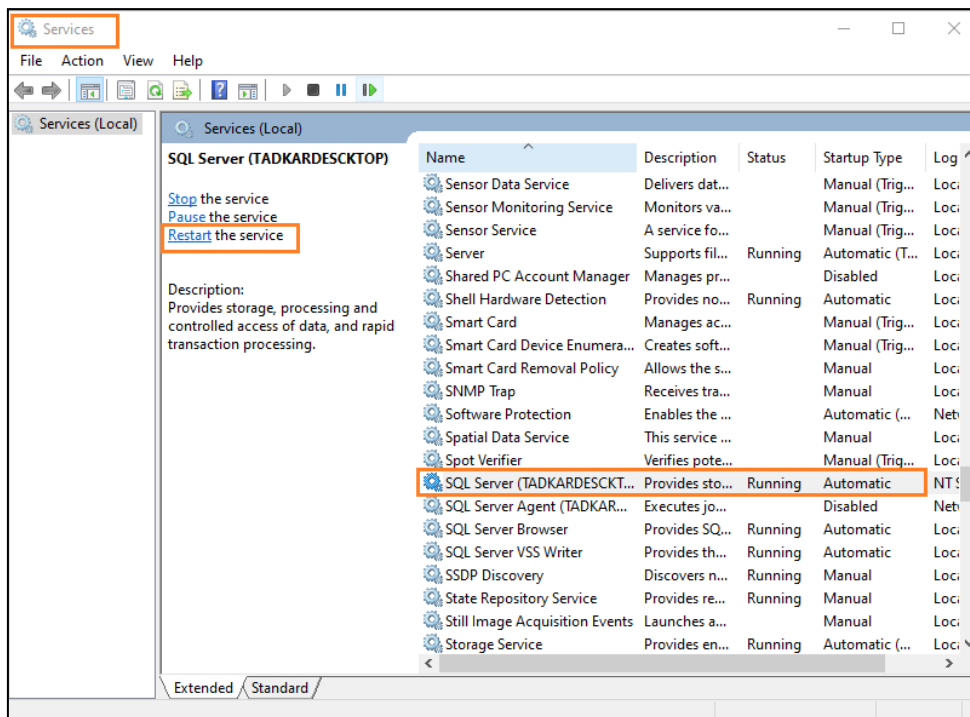 Services
File Action View Help
Services (Local)
Services (Local)
SQL Server (TADKARDESCKTOP)
Stop the service
Pause the service
Restart the service
Description:
Provides storage, processing and
controlled access of data, and rapid
transaction processing.
Name Description Status Startup Type Log
Sensor Data Service Delivers dat... Manual (Trig... Loca
Sensor Monitoring Service Monitors va... Manual (Trig... Loca
Sensor Service A service fo... Manual (Trig... Loca
Server Supports fil... Running Automatic (T... Loca
Shared PC Account Manager Manages pr... Disabled Loca
Shell Hardware Detection Provides no... Running Automatic Loca
Smart Card Manages ac... Manual (Trig... Loca
Smart Card Device Enumera... Creates soft... Manual (Trig... Loca
Smart Card Removal Policy Allows the s... Manual Loca
SNMP Trap Receives tra... Manual Loca
Software Protection Enables the ... Automatic (... Net
Spatial Data Service This service ... Manual Loca
Spot Verifier Verifies pote... Manual (Trig... Loca
SQL Server (TADKARDESCKT... Provides sto... Running Automatic NT S
SQL Server Agent (TADKAR... Executes jo... Disabled Net
SQL Server Browser Provides SQ... Running Automatic Loca
SQL Server VSS Writer Provides th... Running Automatic Loca
SSDP Discovery Discovers n... Running Manual Loca
State Repository Service Provides re... Running Manual Loca
Still Image Acquisition Events Launches a... Manual Loca
Storage Service Provides en... Running Automatic (... Loca
Extended Standard